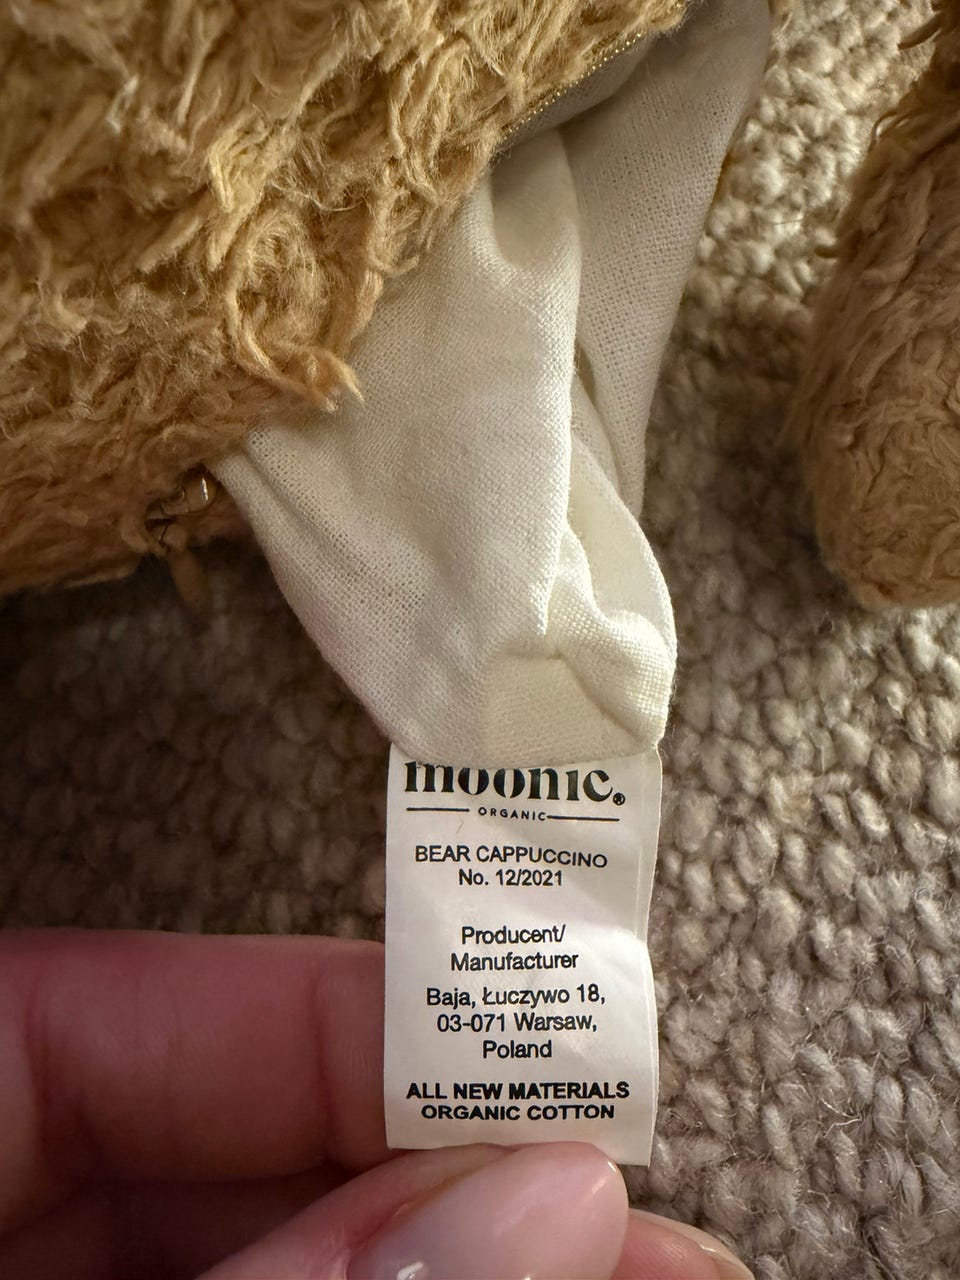 moonic.®
ORGANIC
BEAR CAPPUCCINO
No. 12/2021
Producent/
Manufacturer
Baja, Łuczywo 18,
03-071 Warsaw,
Poland
ALL NEW MATERIALS
ORGANIC COTTON